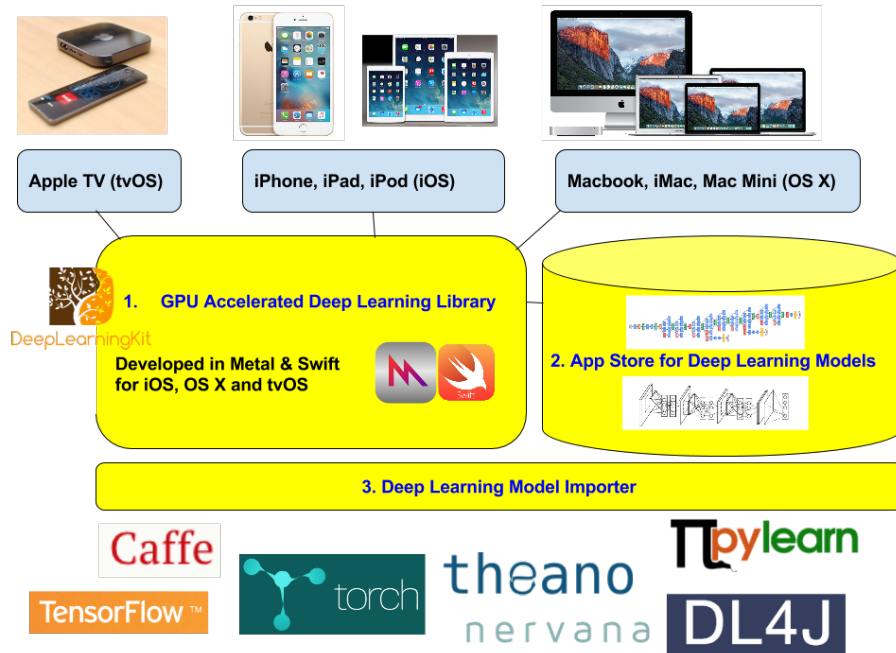 Apple TV (tvOS)
iPhone, iPad, iPod (iOS)
Macbook, iMac, Mac Mini (OS X)
DeepLearningKit
1. GPU Accelerated Deep Learning Library
Developed in Metal & Swift
for iOS, OS X and tvOS
Swift
2. App Store for Deep Learning Models
3. Deep Learning Model Importer
Caffe
TensorFlow ™
torch
theano
nervana
pylearn
DL4J